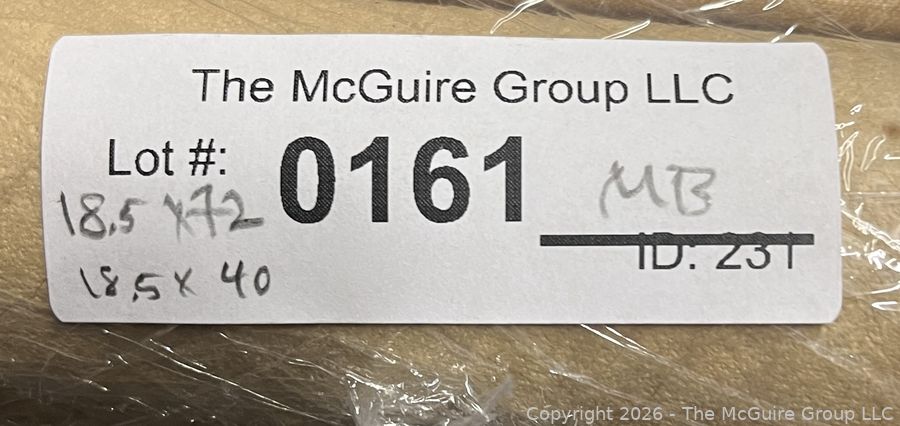 The McGuire Group LLC
Lot #: 0161
MB
18.5 x 72
ID: 231
18.5 x 40
Copyright 2026 - The McGuire Group LLC